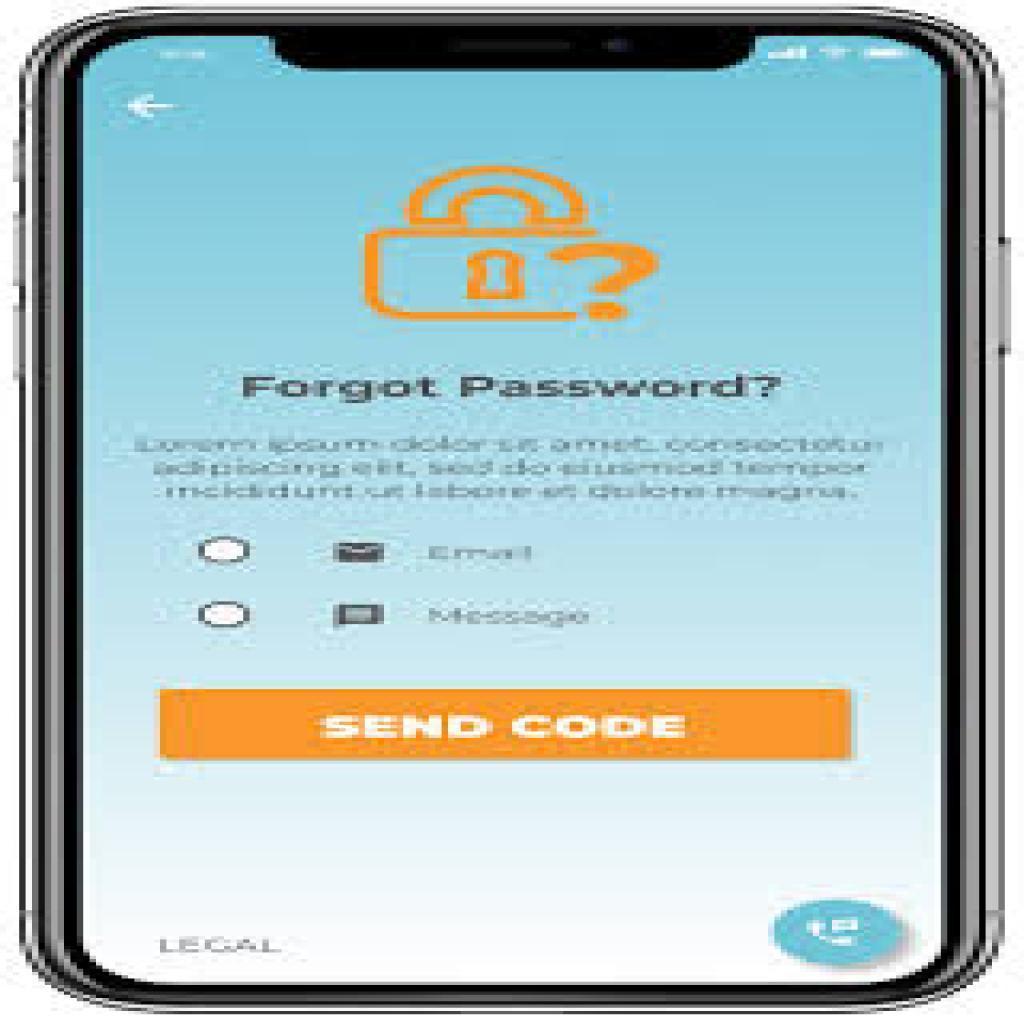 Forgot Password?
Lorem ipsum dolor sit amet, consectetur
adipiscing elit, sed do eiusmod tempor
incididunt ut labore et dolore magna.
Email
Message
SEND CODE
LEGAL